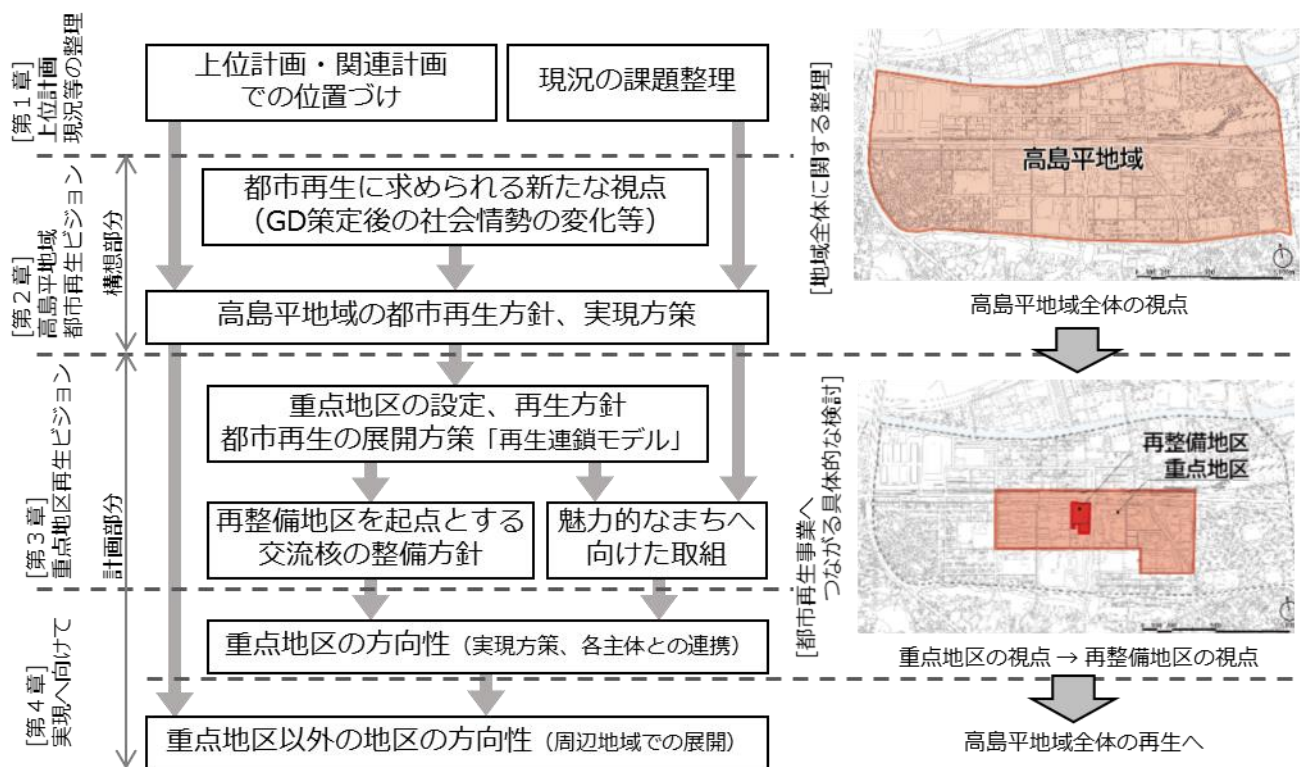 [第１章]
上位計画
現況等の整理
上位計画・関連計画
での位置づけ
現況の課題整理
[第２章]
高島平地域
都市再生ビジョン
構想部分
都市再生に求められる新たな視点
（GD策定後の社会情勢の変化等）
高島平地域の都市再生方針、実現方策
[第３章]
重点地区再生ビジョン
計画部分
重点地区の設定、再生方針
都市再生の展開方策「再生連鎖モデル」
再整備地区を起点とする
交流核の整備方針
魅力的なまちへ
向けた取組
[第４章]
実現へ向けて
重点地区の方向性（実現方策、各主体との連携）
重点地区以外の地区の方向性（周辺地域での展開）
[地域全体に関する整理]
高島平地域
高島平地域全体の視点
[都市再生事業へ
つながる具体的な検討]
再整備地区
重点地区
重点地区の視点 → 再整備地区の視点
高島平地域全体の再生へ